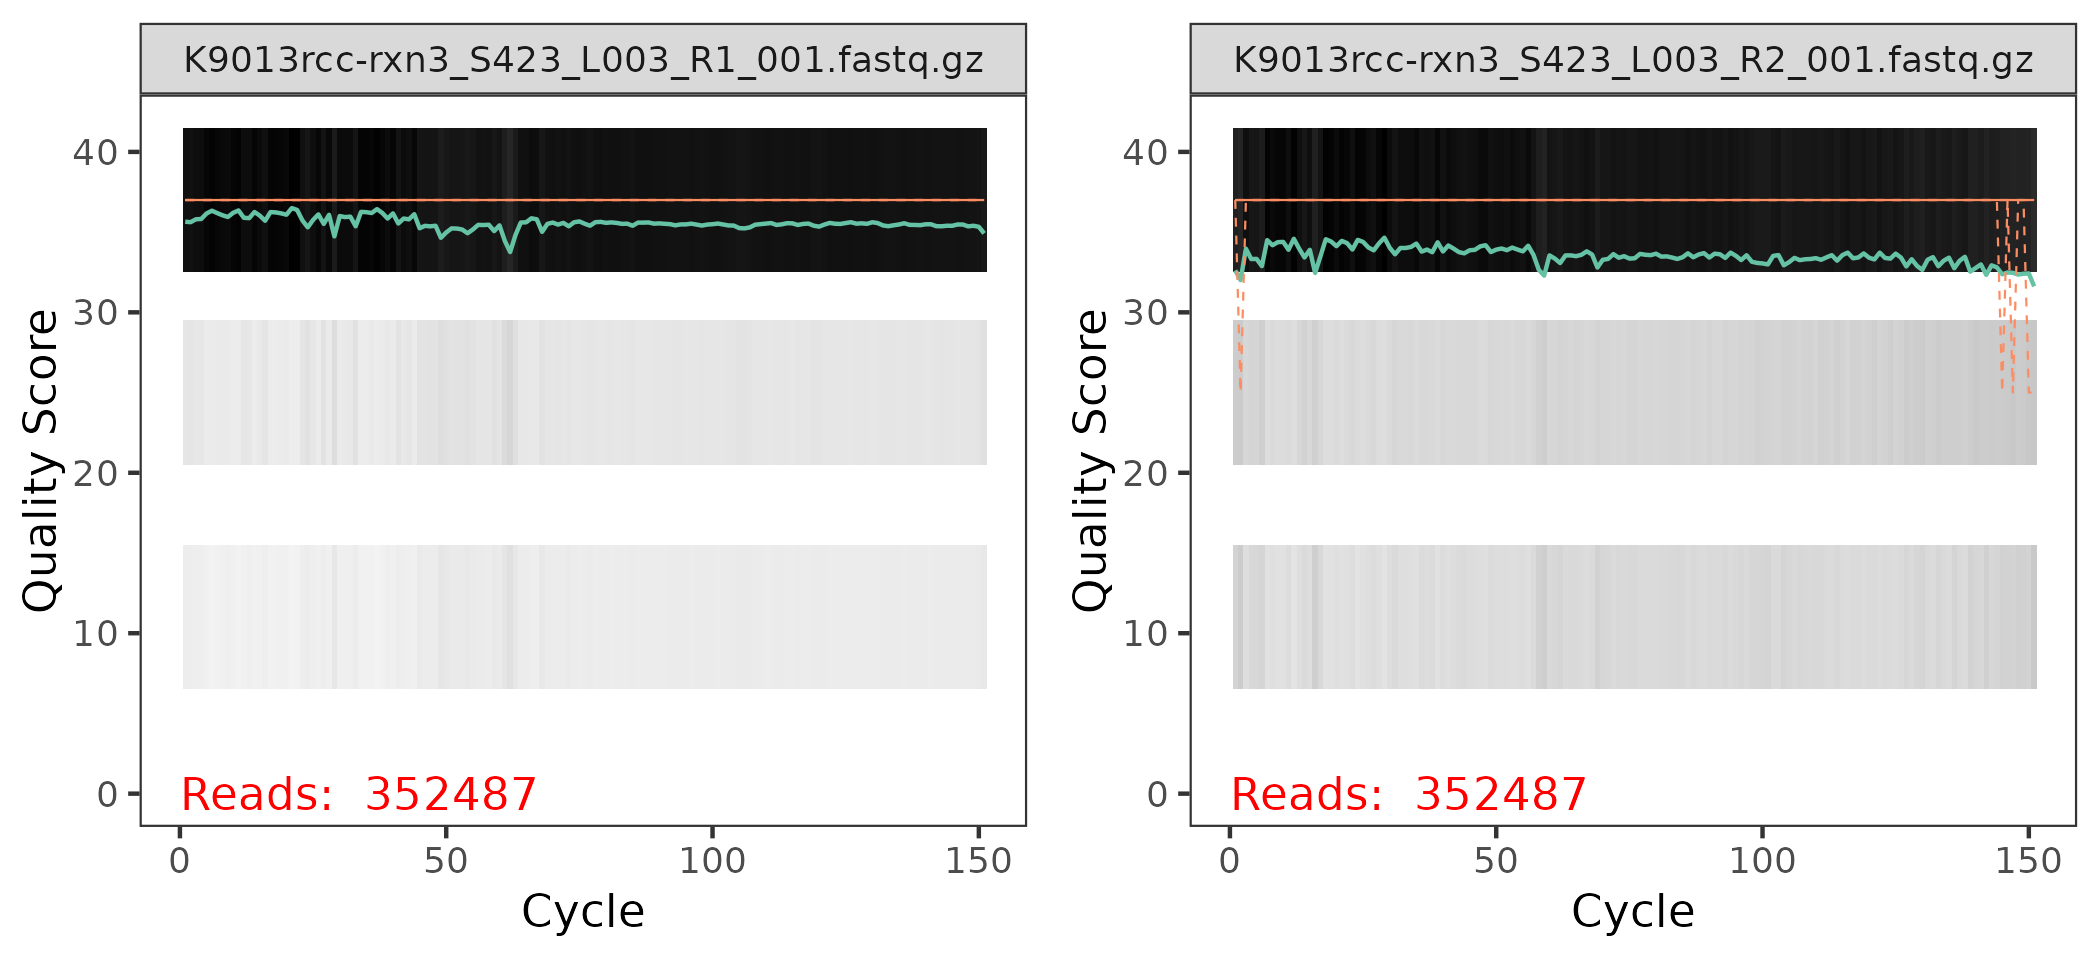 K9013rcc-rxn3_S423_L003_R1_001.fastq.gz
40
30
20
10
0
Quality Score
Reads: 352487
0 50 100 150
Cycle
K9013rcc-rxn3_S423_L003_R2_001.fastq.gz
40
30
20
10
0
Quality Score
Reads: 352487
0 50 100 150
Cycle